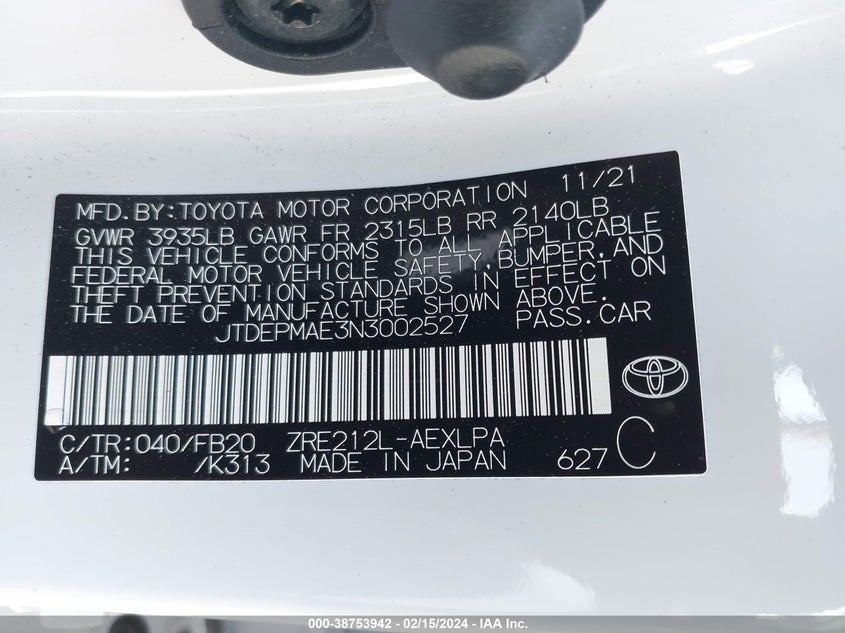 MFD.BY:TOYOTA MOTOR CORPORATION 11/21
GVWR 3935LB GAWR FR 2315LB RR 2140LB
THIS VEHICLE CONFORMS TO ALL APPLICABLE
FEDERAL MOTOR VEHICLE SAFETY,BUMPER,AND
THEFT PREVENTION STANDARDS IN EFFECT ON
THE DATE OF MANUFACTURE SHOWN ABOVE.
JTDEPMAE3N3002527 PASS.CAR
C/TR:040/FB20 ZRE212L-AEXLPA
A/TM: /K313 MADE IN JAPAN 627 C
000-38753942 / 02/15/2024 - IAA Inc.